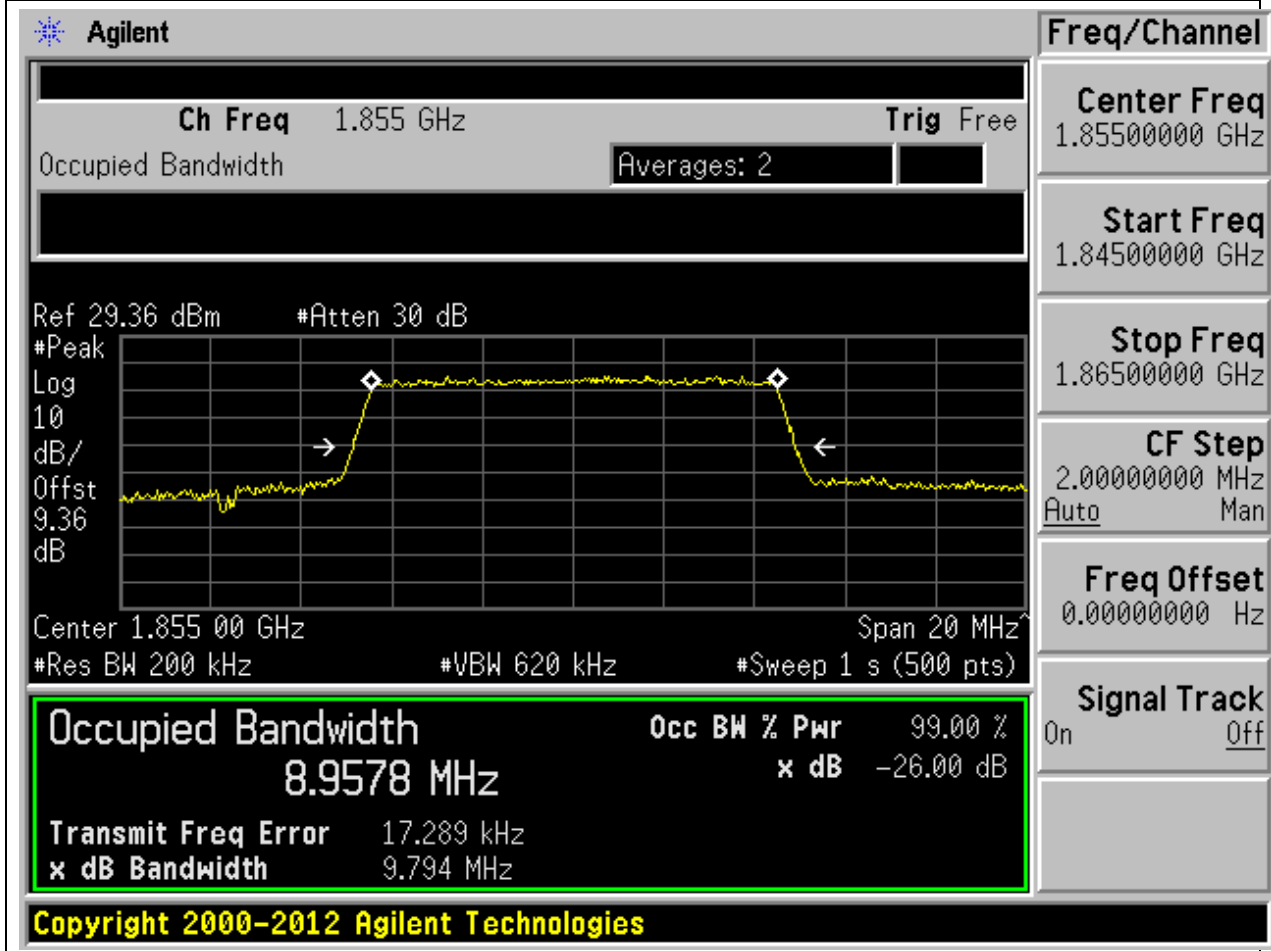 Agilent
Freq/Channel
Ch Freq 1.855 GHz Trig Free
Occupied Bandwidth Averages: 2
Center Freq
1.85500000 GHz
Start Freq
1.84500000 GHz
Stop Freq
1.86500000 GHz
CF Step
2.00000000 MHz
Auto Man
Freq Offset
0.00000000 Hz
Signal Track
On Off
Ref 29.36 dBm #Atten 30 dB
#Peak
Log
10
dB/
Offst
9.36
dB
Center 1.855 00 GHz Span 20 MHz^
#Res BW 200 kHz #VBW 620 kHz #Sweep 1 s (500 pts)
Occupied Bandwidth
8.9578 MHz
Occ BW % Pwr 99.00 %
x dB -26.00 dB
Transmit Freq Error 17.289 kHz
x dB Bandwidth 9.794 MHz
Copyright 2000-2012 Agilent Technologies